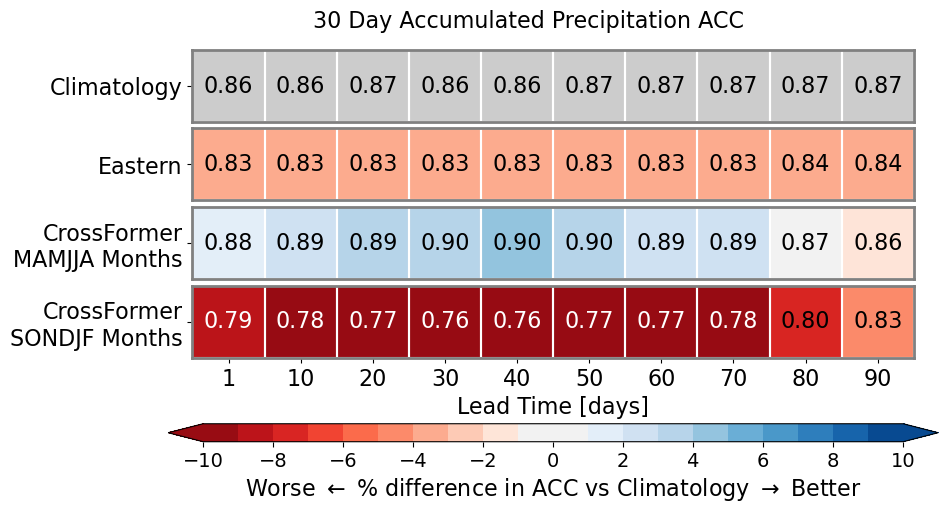 30 Day Accumulated Precipitation ACC
Climatology 0.86 0.86 0.87 0.86 0.86 0.87 0.87 0.87 0.87 0.87
Eastern 0.83 0.83 0.83 0.83 0.83 0.83 0.83 0.83 0.84 0.84
CrossFormer
MAMJJA Months 0.88 0.89 0.89 0.90 0.90 0.90 0.89 0.89 0.87 0.86
CrossFormer
SONDJF Months 0.79 0.78 0.77 0.76 0.76 0.77 0.77 0.78 0.80 0.83
1 10 20 30 40 50 60 70 80 90
Lead Time [days]
−10 −8 −6 −4 −2 0 2 4 6 8 10
Worse ← % difference in ACC vs Climatology → Better